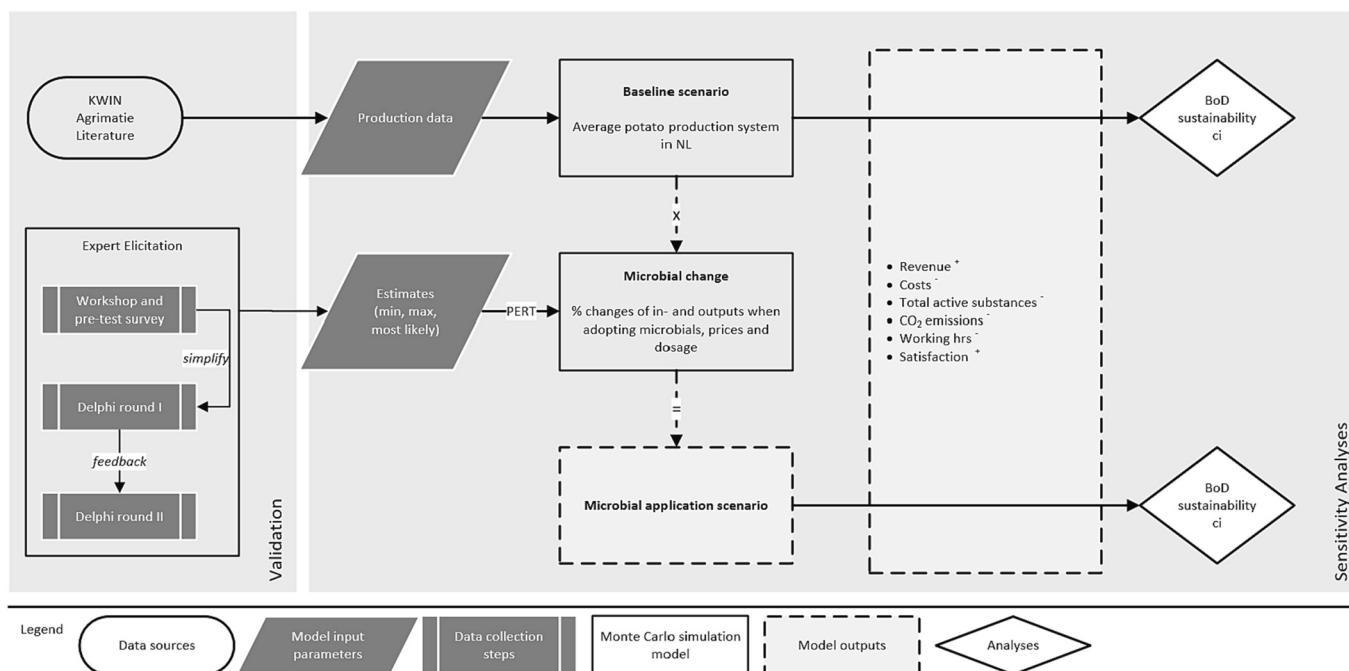 KWIN
Agrimatie
Literature
Production data
Baseline scenario
Average potato production system
in NL
BoD
sustainability
ci
x
Expert Elicitation
Workshop and
pre-test survey
simplify
Delphi round I
feedback
Delphi round II
Validation
Estimates
(min, max,
most likely)
PERT
Microbial change
% changes of in- and outputs when
adopting microbials, prices and
dosage
=
Microbial application scenario
• Revenue ⁺
• Costs ⁻
• Total active substances ⁻
• CO₂ emissions ⁻
• Working hrs ⁻
• Satisfaction ⁺
BoD
sustainability
ci
Sensitivity Analyses
Legend
Data sources
Model input
parameters
Data collection
steps
Monte Carlo simulation
model
Model outputs
Analyses